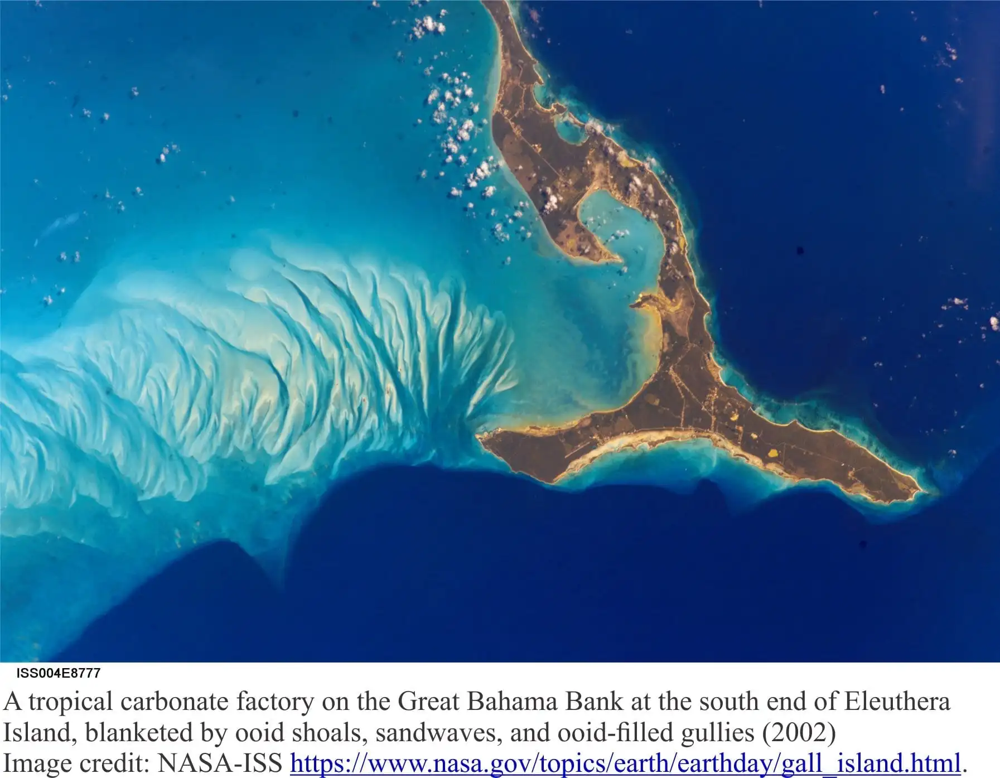 ISS004E8777
A tropical carbonate factory on the Great Bahama Bank at the south end of Eleuthera
Island, blanketed by ooid shoals, sandwaves, and ooid-filled gullies (2002)
Image credit: NASA-ISS https://www.nasa.gov/topics/earth/earthday/gall_island.html.